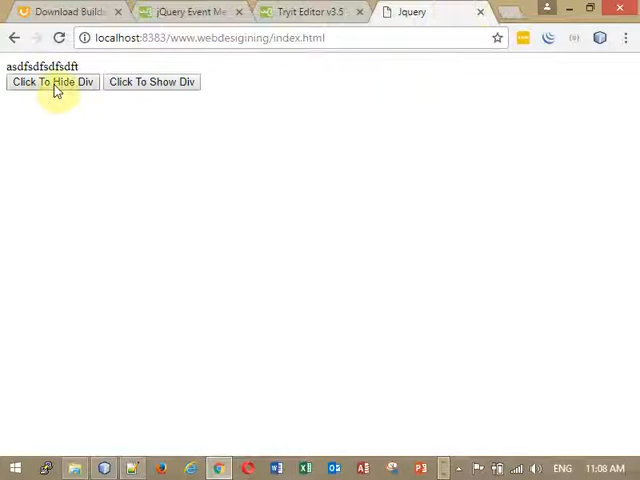 Download Builds
jQuery Event Me
Tryit Editor v3.5
Jquery
localhost:8383/www.webdesigining/index.html
asdfsdfsdfsdft
Click To Hide Div
Click To Show Div
ENG
11:08 AM